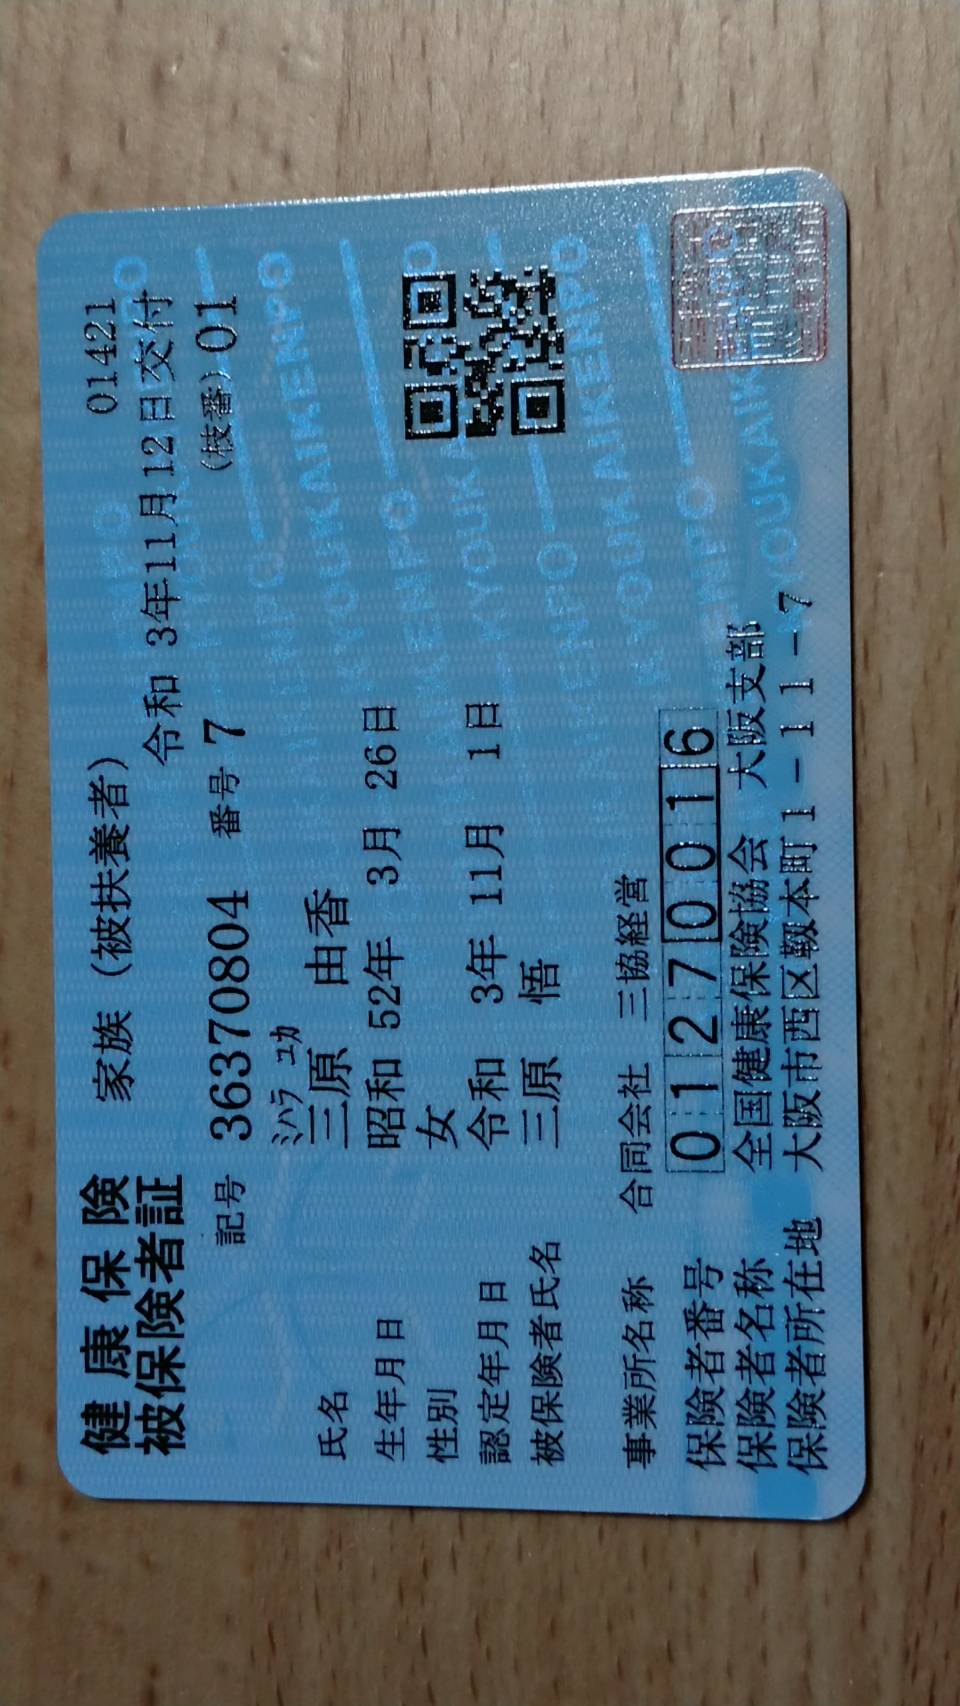 健康保険 家族（被扶養者） 01421
被保険者証 令和 3年11月12日交付
記号 36370804 番号 7 （枝番）01
ミハラ ユカ
氏名 三原 由香
生年月日 昭和 52年 3月 26日
性別 女
認定年月日 令和 3年 11月 1日
被保険者氏名 三原 悟
事業所名称 合同会社 三協経営
保険者番号 01270016
保険者名称 全国健康保険協会 大阪支部
保険者所在地 大阪市西区靱本町1-11-7
KYOUKAIKENPO